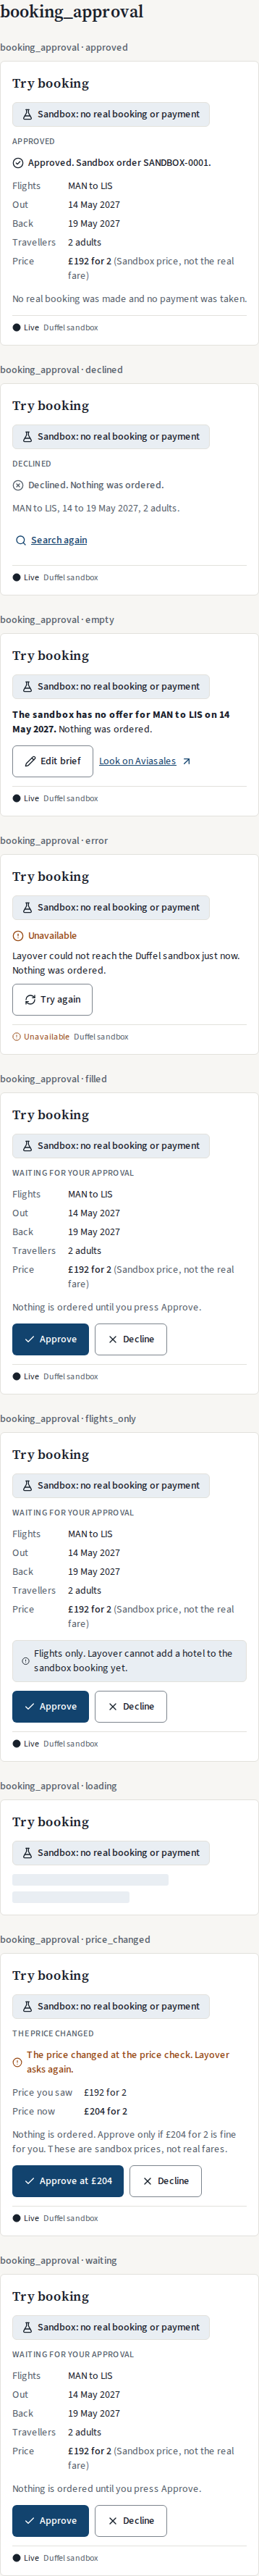 booking_approval
booking_approval · approved
Try booking
Sandbox: no real booking or payment
APPROVED
Approved. Sandbox order SANDBOX-0001.
Flights MAN to LIS
Out 14 May 2027
Back 19 May 2027
Travellers 2 adults
Price £192 for 2 (Sandbox price, not the real
fare)
No real booking was made and no payment was taken.
Live Duffel sandbox
booking_approval · declined
Try booking
Sandbox: no real booking or payment
DECLINED
Declined. Nothing was ordered.
MAN to LIS, 14 to 19 May 2027, 2 adults.
Search again
Live Duffel sandbox
booking_approval · empty
Try booking
Sandbox: no real booking or payment
The sandbox has no offer for MAN to LIS on 14
May 2027. Nothing was ordered.
Edit brief Look on Aviasales
Live Duffel sandbox
booking_approval · error
Try booking
Sandbox: no real booking or payment
Unavailable
Layover could not reach the Duffel sandbox just now.
Nothing was ordered.
Try again
Unavailable Duffel sandbox
booking_approval · filled
Try booking
Sandbox: no real booking or payment
WAITING FOR YOUR APPROVAL
Flights MAN to LIS
Out 14 May 2027
Back 19 May 2027
Travellers 2 adults
Price £192 for 2 (Sandbox price, not the real
fare)
Nothing is ordered until you press Approve.
Approve Decline
Live Duffel sandbox
booking_approval · flights_only
Try booking
Sandbox: no real booking or payment
WAITING FOR YOUR APPROVAL
Flights MAN to LIS
Out 14 May 2027
Back 19 May 2027
Travellers 2 adults
Price £192 for 2 (Sandbox price, not the real
fare)
Flights only. Layover cannot add a hotel to the
sandbox booking yet.
Approve Decline
Live Duffel sandbox
booking_approval · loading
Try booking
Sandbox: no real booking or payment
booking_approval · price_changed
Try booking
Sandbox: no real booking or payment
THE PRICE CHANGED
The price changed at the price check. Layover
asks again.
Price you saw £192 for 2
Price now £204 for 2
Nothing is ordered. Approve only if £204 for 2 is fine
for you. These are sandbox prices, not real fares.
Approve at £204 Decline
Live Duffel sandbox
booking_approval · waiting
Try booking
Sandbox: no real booking or payment
WAITING FOR YOUR APPROVAL
Flights MAN to LIS
Out 14 May 2027
Back 19 May 2027
Travellers 2 adults
Price £192 for 2 (Sandbox price, not the real
fare)
Nothing is ordered until you press Approve.
Approve Decline
Live Duffel sandbox